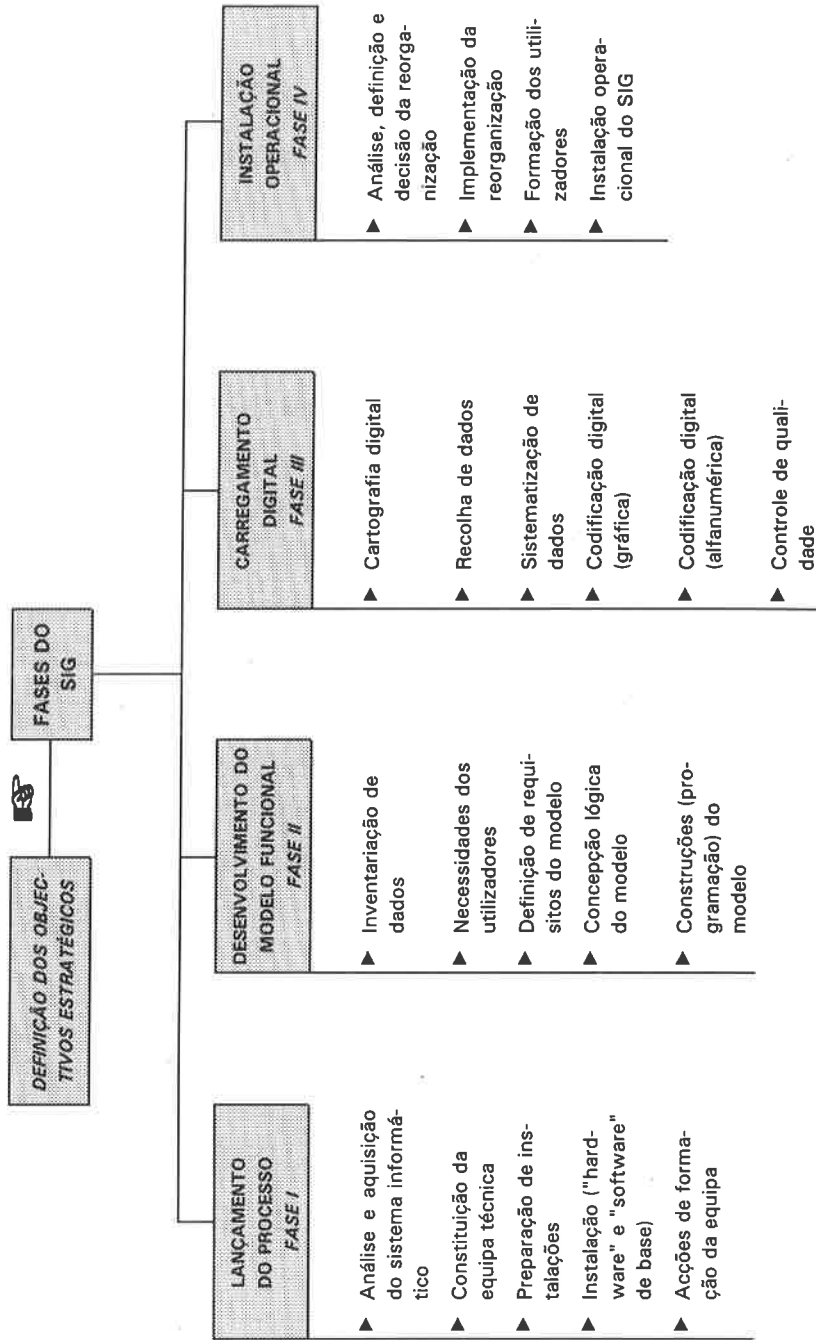 DEFINIÇÃO DOS OBJEC-
TIVOS ESTRATÉGICOS
FASES DO
SIG
LANÇAMENTO
DO PROCESSO
FASE I
Análise e aquisição
do sistema informá-
tico
Constituição da
equipa técnica
Preparação de ins-
talações
Instalação ("hard-
ware" e "software"
de base)
Acções de forma-
ção da equipa
DESENVOLVIMENTO DO
MODELO FUNCIONAL
FASE II
Inventariação de
dados
Necessidades dos
utilizadores
Definição de requi-
sitos do modelo
Concepção lógica
do modelo
Construções (pro-
gramação) do
modelo
CARREGAMENTO
DIGITAL
FASE III
Cartografia digital
Recolha de dados
Sistematização de
dados
Codificação digital
(gráfica)
Codificação digital
(alfanumérica)
Controle de quali-
dade
INSTALAÇÃO
OPERACIONAL
FASE IV
Análise, definição e
decisão da reorga-
nização
Implementação da
reorganização
Formação dos utili-
zadores
Instalação opera-
cional do SIG